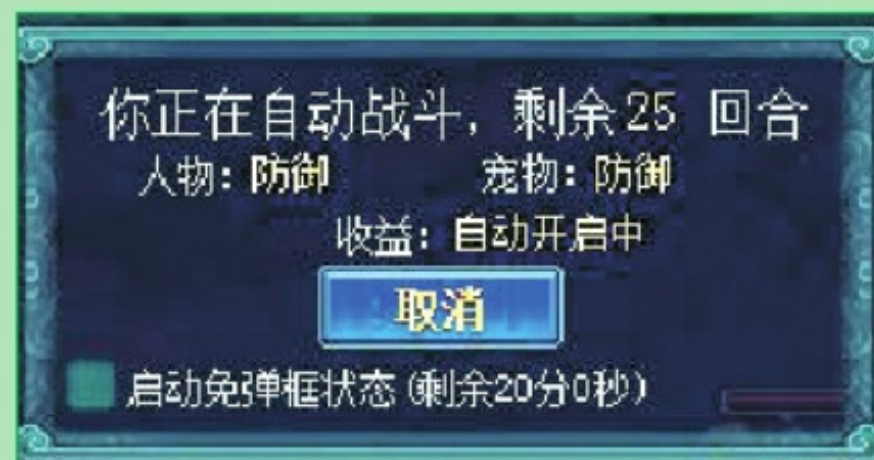 你正在自动战斗，剩余25 回合
人物：防御 宠物：防御
收益：自动开启中
取消
启动免弹框状态(剩余20分0秒)